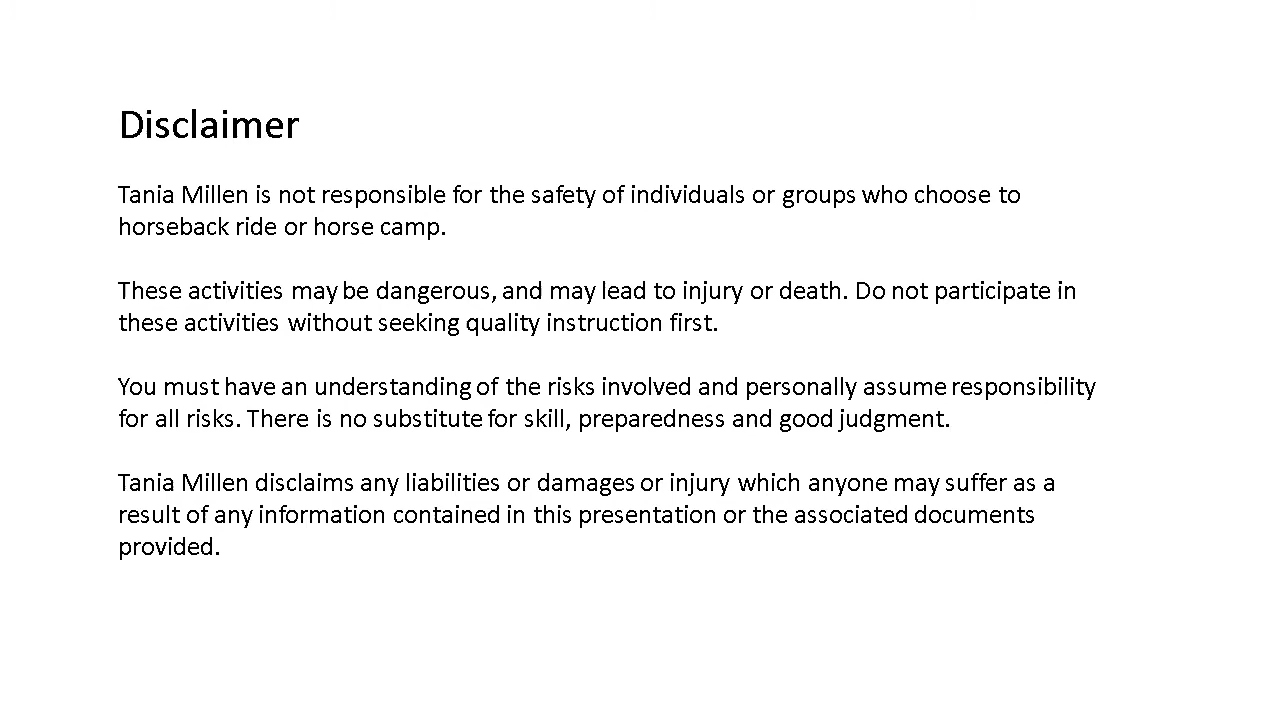 Disclaimer
Tania Millen is not responsible for the safety of individuals or groups who choose to
horseback ride or horse camp.
These activities may be dangerous, and may lead to injury or death. Do not participate in
these activities without seeking quality instruction first.
You must have an understanding of the risks involved and personally assume responsibility
for all risks. There is no substitute for skill, preparedness and good judgment.
Tania Millen disclaims any liabilities or damages or injury which anyone may suffer as a
result of any information contained in this presentation or the associated documents
provided.